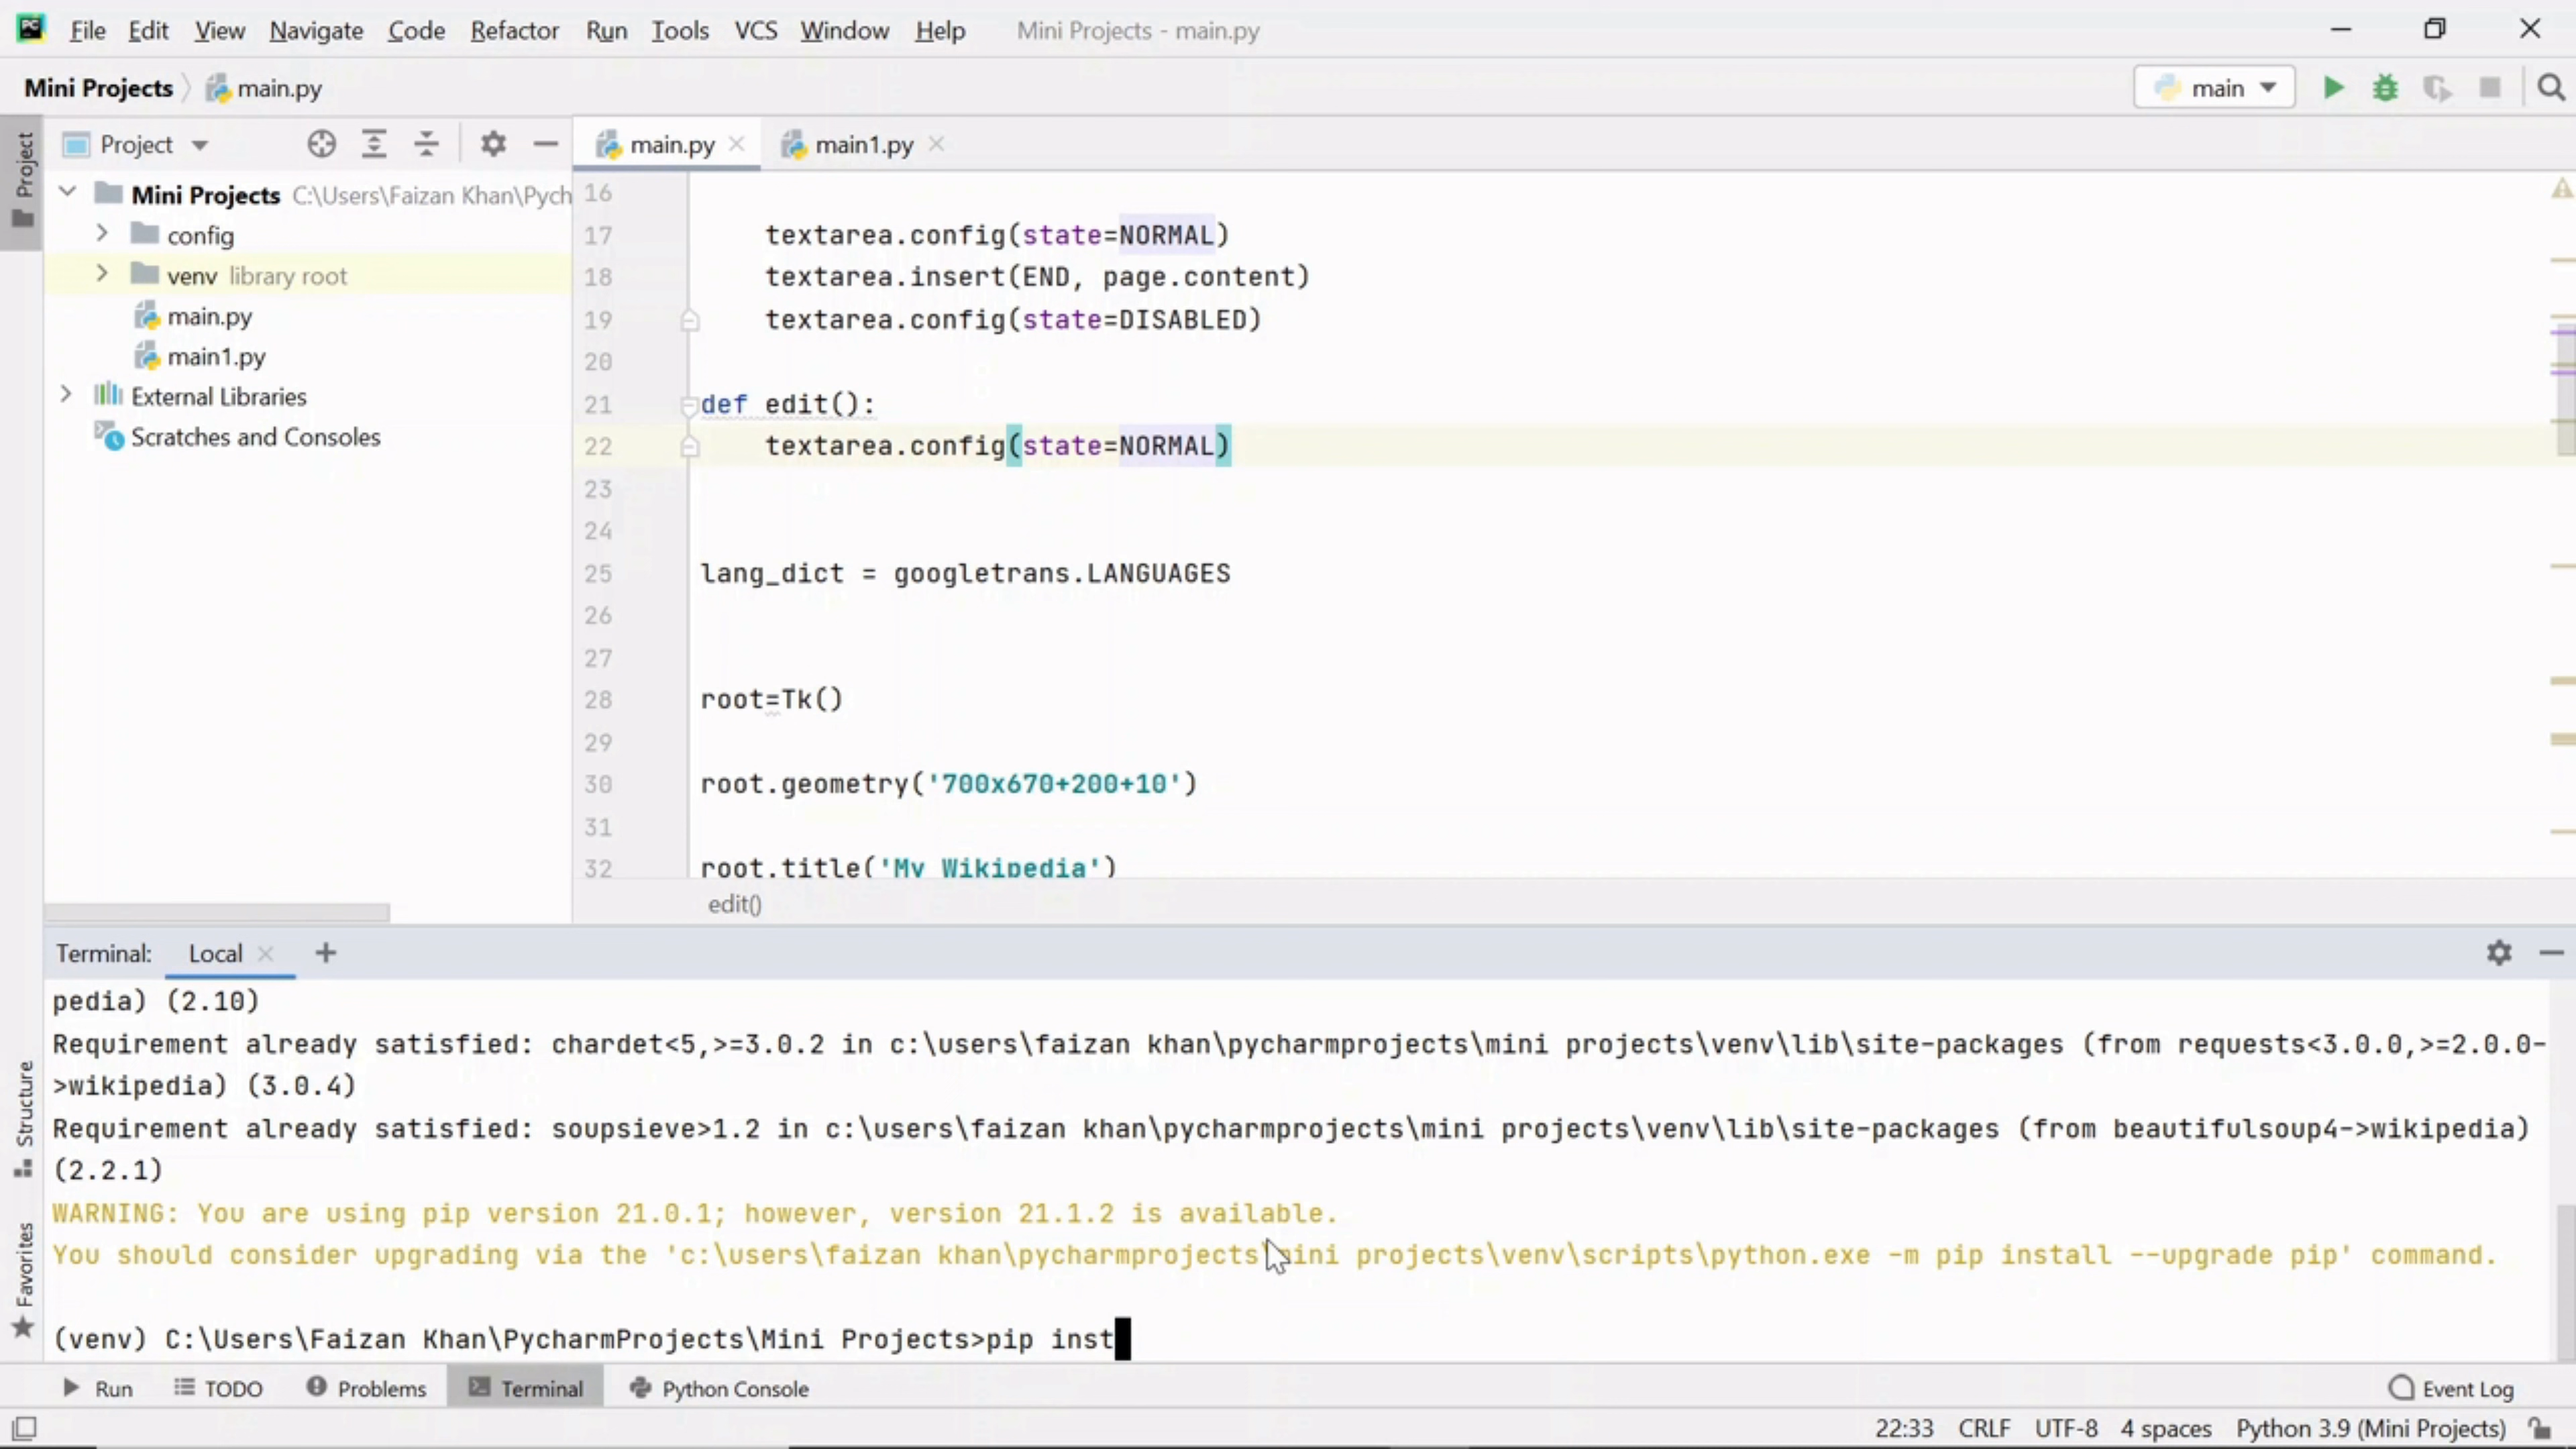 PC File Edit View Navigate Code Refactor Run Tools VCS Window Help Mini Projects - main.py
Mini Projects main.py main
Project main.py main1.py
Project
Mini Projects C:\Users\Faizan Khan\Pych
config
venv library root
main.py
main1.py
External Libraries
Scratches and Consoles
16
17 textarea.config(state=NORMAL)
18 textarea.insert(END, page.content)
19 textarea.config(state=DISABLED)
20
21 def edit():
22 textarea.config(state=NORMAL)
23
24
25 lang_dict = googletrans.LANGUAGES
26
27
28 root=Tk()
29
30 root.geometry('700x670+200+10')
31
32 root.title('My Wikipedia')
edit()
Terminal: Local +
Structure
Favorites
pedia) (2.10)
Requirement already satisfied: chardet<5,>=3.0.2 in c:\users\faizan khan\pycharmprojects\mini projects\venv\lib\site-packages (from requests<3.0.0,>=2.0.0-
>wikipedia) (3.0.4)
Requirement already satisfied: soupsieve>1.2 in c:\users\faizan khan\pycharmprojects\mini projects\venv\lib\site-packages (from beautifulsoup4->wikipedia)
(2.2.1)
WARNING: You are using pip version 21.0.1; however, version 21.1.2 is available.
You should consider upgrading via the 'c:\users\faizan khan\pycharmprojects\mini projects\venv\scripts\python.exe -m pip install --upgrade pip' command.
(venv) C:\Users\Faizan Khan\PycharmProjects\Mini Projects>pip inst
Run TODO Problems Terminal Python Console Event Log
22:33 CRLF UTF-8 4 spaces Python 3.9 (Mini Projects)